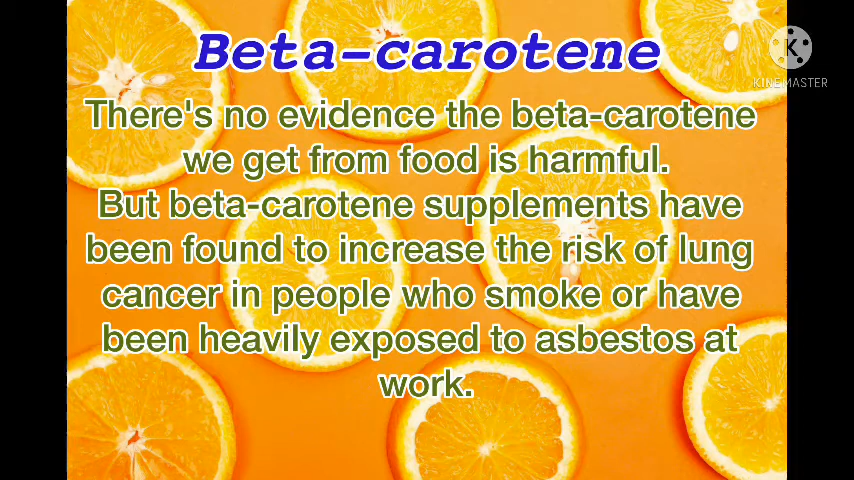 Beta-carotene
K
KINEMASTER
There's no evidence the beta-carotene
we get from food is harmful.
But beta-carotene supplements have
been found to increase the risk of lung
cancer in people who smoke or have
been heavily exposed to asbestos at
work.